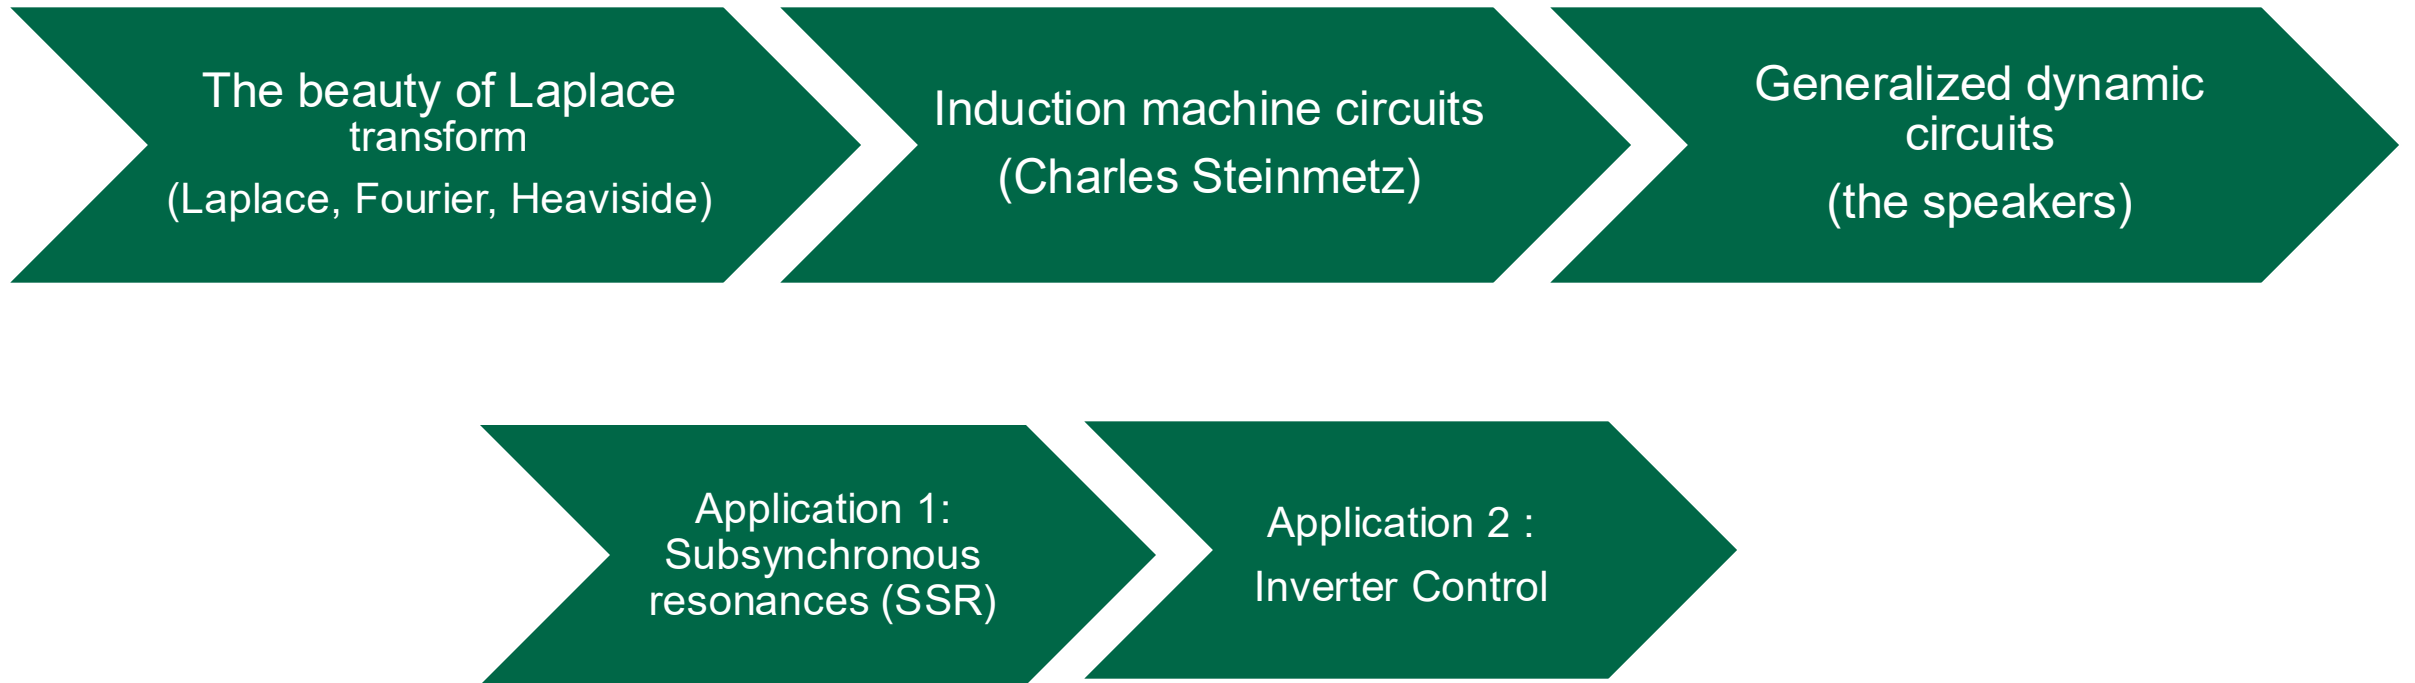 The beauty of Laplace
transform
(Laplace, Fourier, Heaviside)
Induction machine circuits
(Charles Steinmetz)
Generalized dynamic
circuits
(the speakers)
Application 1:
Subsynchronous
resonances (SSR)
Application 2 :
Inverter Control